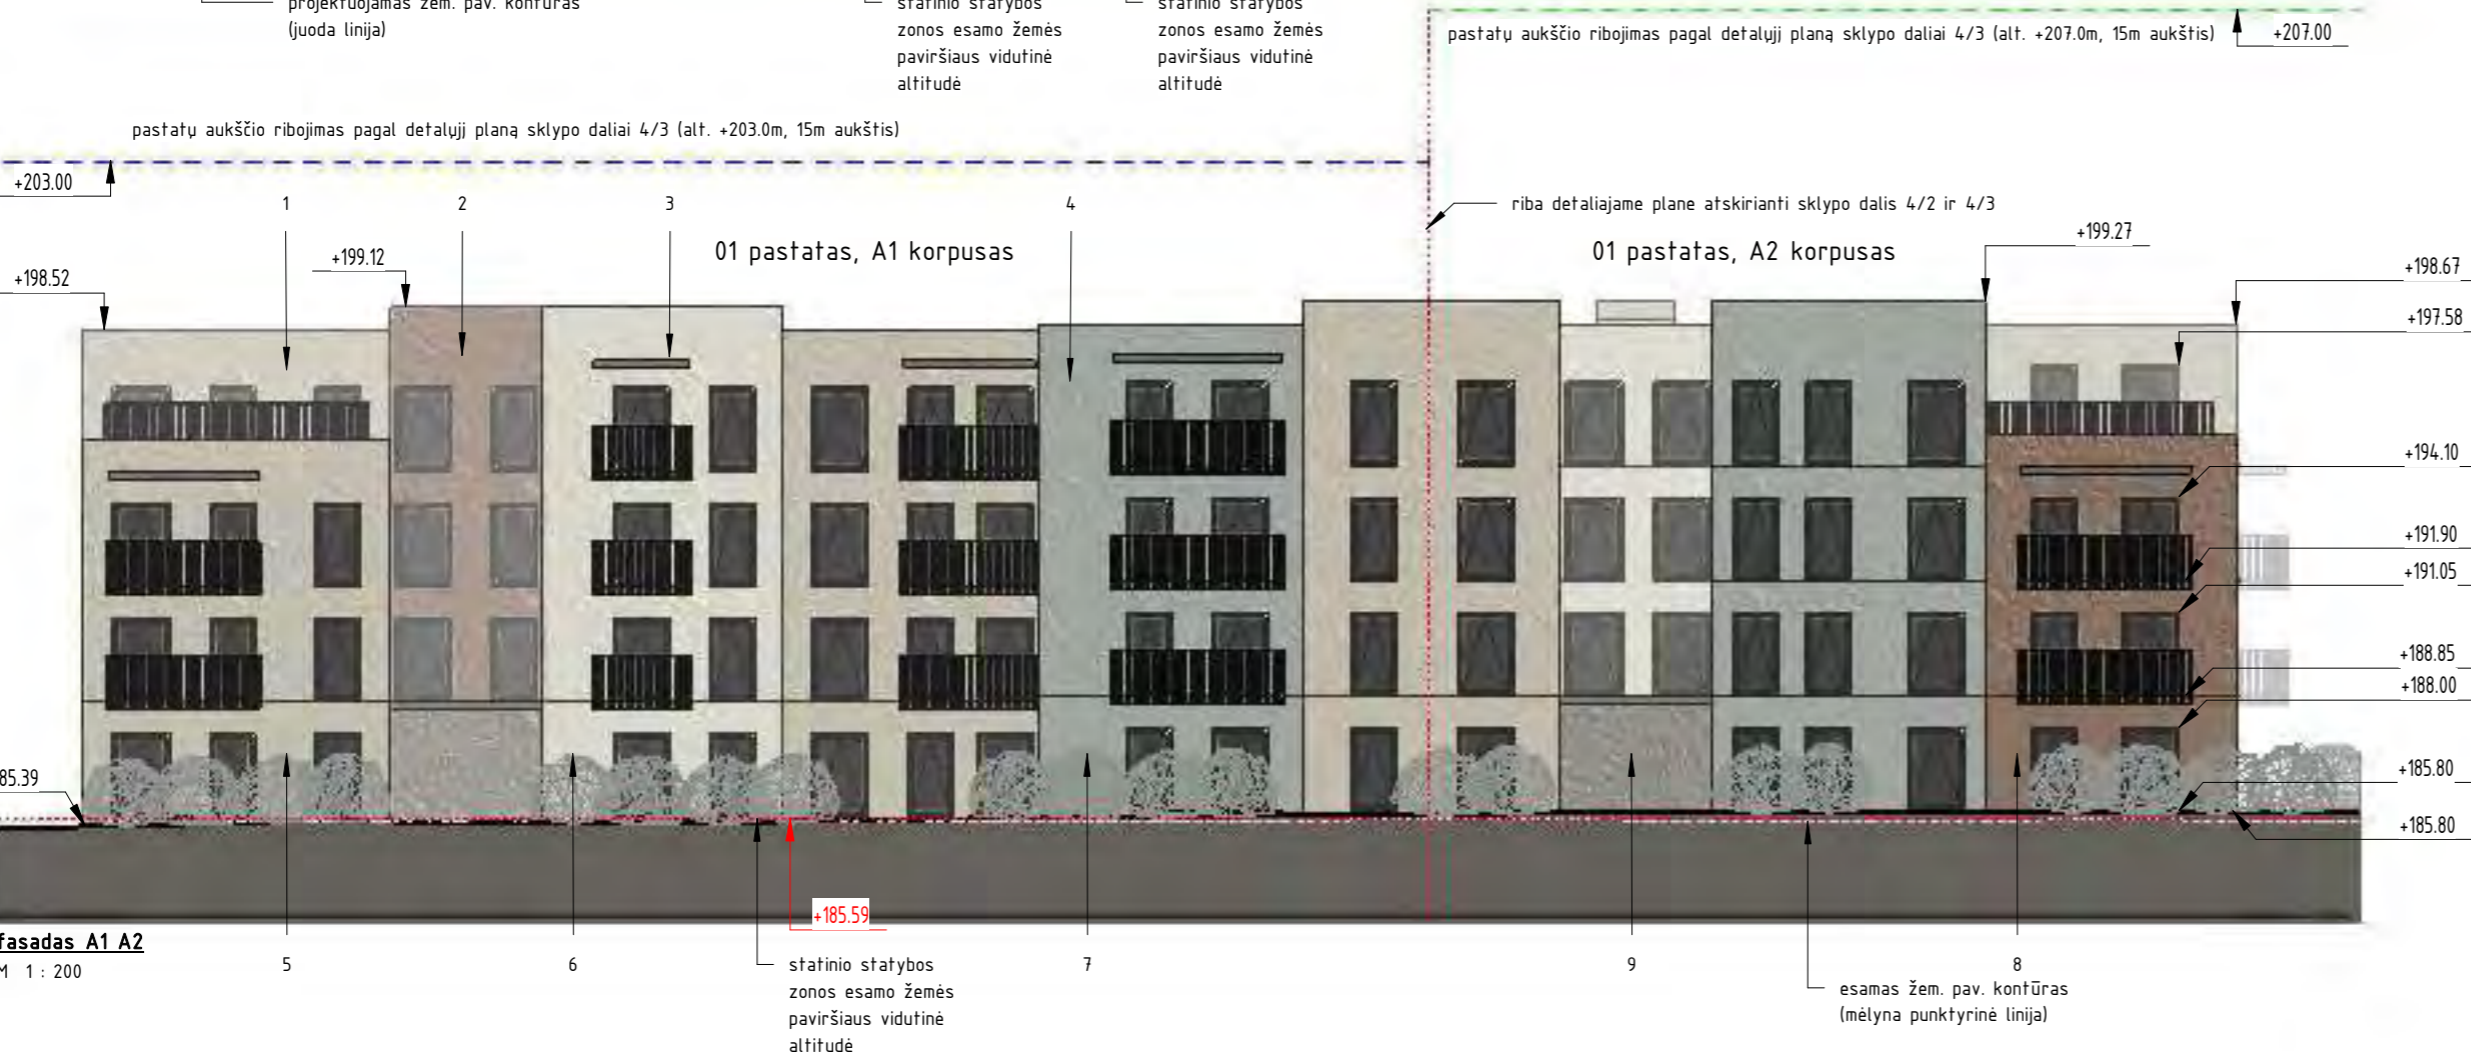 projektuojamas žem. pav. kontūras
(juoda linija)
statinio statybos
zonos esamo žemės
paviršiaus vidutinė
altitudė
statinio statybos
zonos esamo žemės
paviršiaus vidutinė
altitudė
pastatų aukščio ribojimas pagal detalųjį planą sklypo daliai 4/3 (alt. +207.0m, 15m aukštis)
+207.00
pastatų aukščio ribojimas pagal detalųjį planą sklypo daliai 4/3 (alt. +203.0m, 15m aukštis)
+203.00
1
2
3
4
riba detaliajame plane atskirianti sklypo dalis 4/2 ir 4/3
01 pastatas, A1 korpusas
01 pastatas, A2 korpusas
+199.27
+199.12
+198.52
+198.67
+197.58
+194.10
+191.90
+191.05
+188.85
+188.00
85.39
+185.80
+185.80
+185.59
fasadas A1 A2
M 1 : 200
5
6
7
9
8
statinio statybos
zonos esamo žemės
paviršiaus vidutinė
altitudė
esamas žem. pav. kontūras
(mėlyna punktyrinė linija)